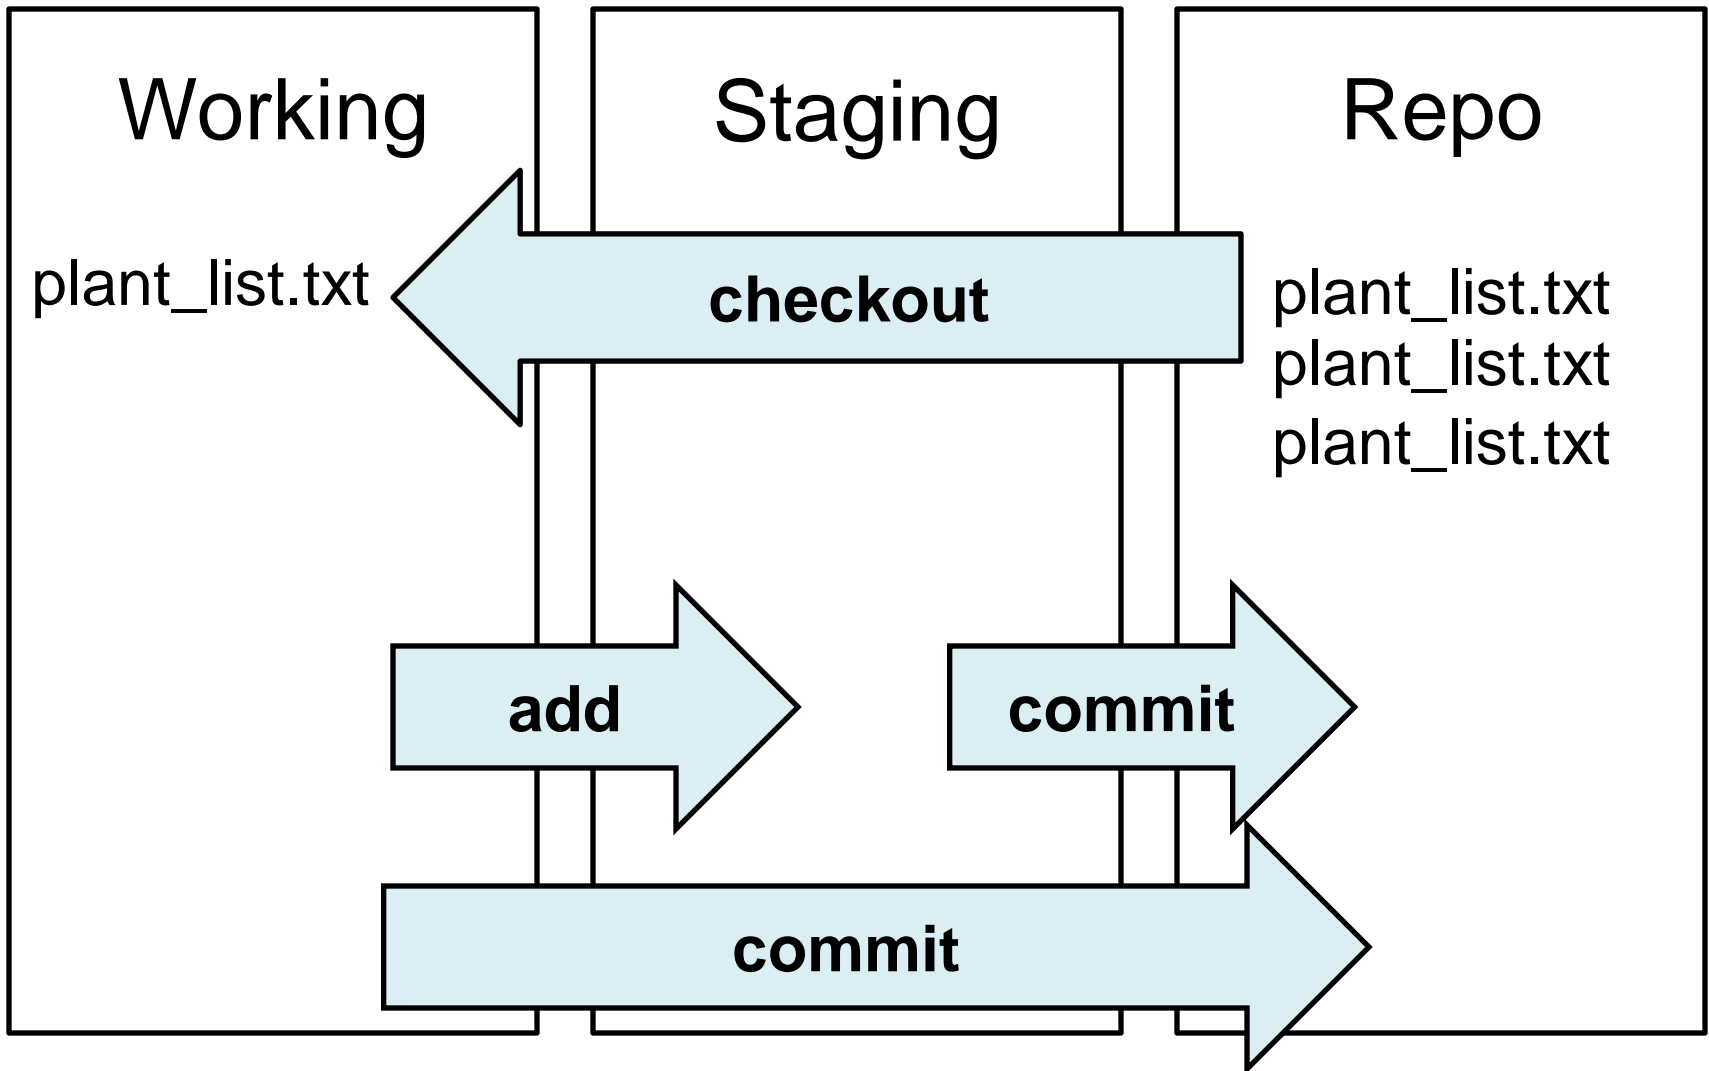 Working
Staging
Repo
plant_list.txt
checkout
plant_list.txt
plant_list.txt
plant_list.txt
add
commit
commit